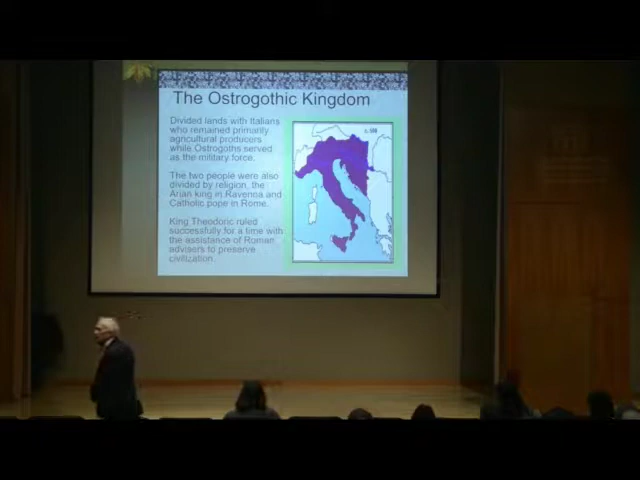 The Ostrogothic Kingdom
Divided lands with Italians
who remained primarily
agricultural producers
while Ostrogoths served
as the military force.
The two people were also
divided by religion, the
Arian king in Ravenna and
Catholic pope in Rome.
King Theodoric ruled
successfully for a time with
the assistance of Roman
advisers to preserve
civilization.